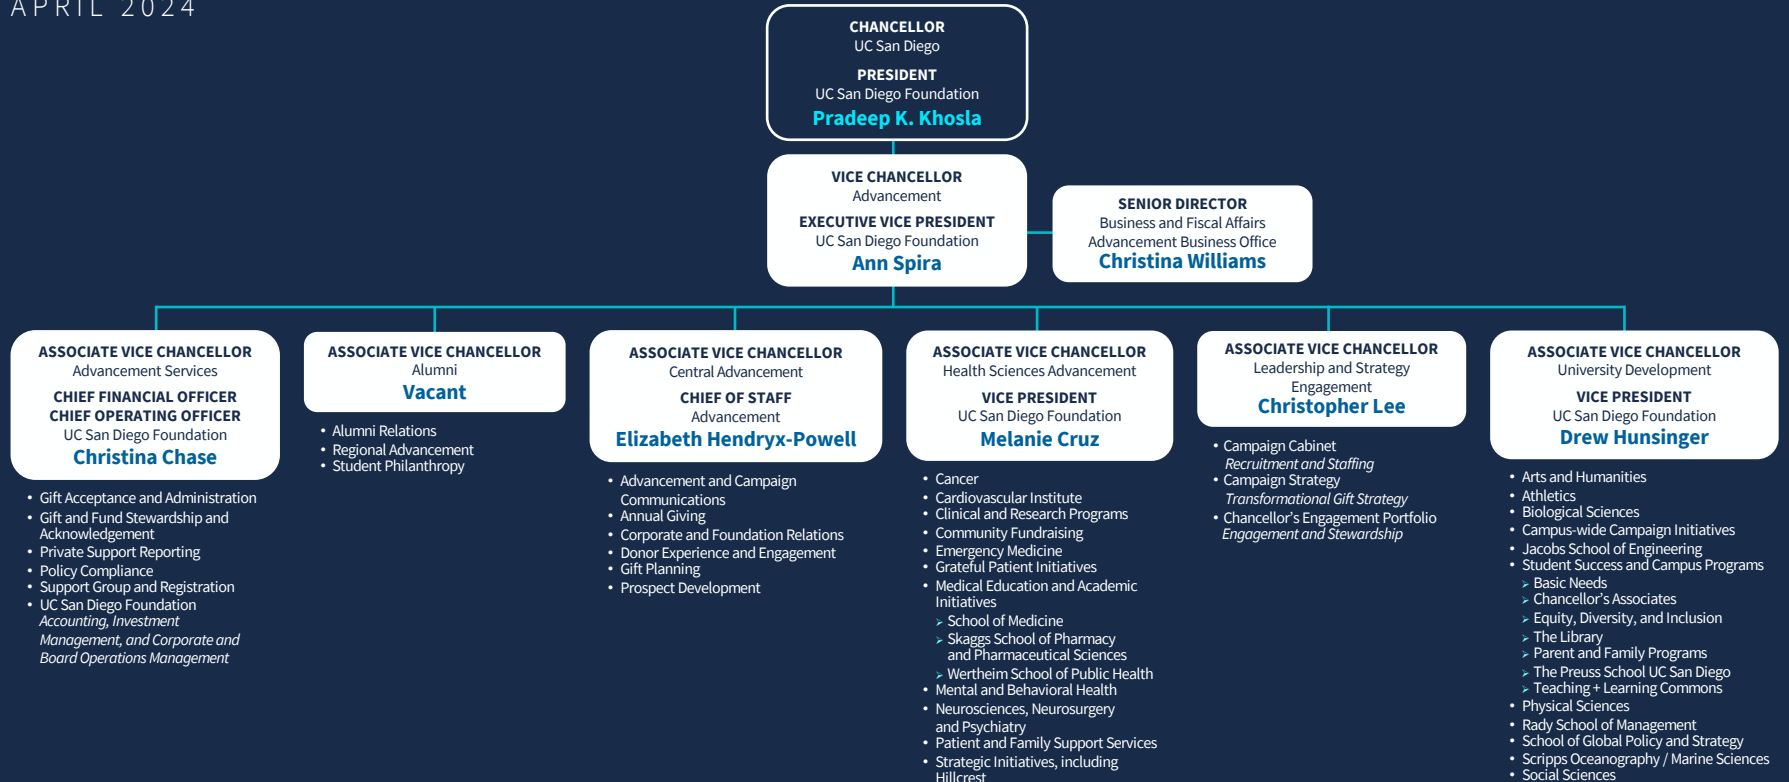 APRIL 2024
CHANCELLOR
UC San Diego
PRESIDENT
UC San Diego Foundation
Pradeep K. Khosla
VICE CHANCELLOR
Advancement
EXECUTIVE VICE PRESIDENT
UC San Diego Foundation
Ann Spira
SENIOR DIRECTOR
Business and Fiscal Affairs
Advancement Business Office
Christina Williams
ASSOCIATE VICE CHANCELLOR
Advancement Services
CHIEF FINANCIAL OFFICER
CHIEF OPERATING OFFICER
UC San Diego Foundation
Christina Chase
• Gift Acceptance and Administration
• Gift and Fund Stewardship and
Acknowledgement
• Private Support Reporting
• Policy Compliance
• Support Group and Registration
• UC San Diego Foundation
Accounting, Investment
Management, and Corporate and
Board Operations Management
ASSOCIATE VICE CHANCELLOR
Alumni
Vacant
• Alumni Relations
• Regional Advancement
• Student Philanthropy
ASSOCIATE VICE CHANCELLOR
Central Advancement
CHIEF OF STAFF
Advancement
Elizabeth Hendryx-Powell
• Advancement and Campaign
Communications
• Annual Giving
• Corporate and Foundation Relations
• Donor Experience and Engagement
• Gift Planning
• Prospect Development
ASSOCIATE VICE CHANCELLOR
Health Sciences Advancement
VICE PRESIDENT
UC San Diego Foundation
Melanie Cruz
• Cancer
• Cardiovascular Institute
• Clinical and Research Programs
• Community Fundraising
• Emergency Medicine
• Grateful Patient Initiatives
• Medical Education and Academic
Initiatives
➢ School of Medicine
➢ Skaggs School of Pharmacy
and Pharmaceutical Sciences
➢ Wertheim School of Public Health
• Mental and Behavioral Health
• Neurosciences, Neurosurgery
and Psychiatry
• Patient and Family Support Services
• Strategic Initiatives, including
Hillcrest
ASSOCIATE VICE CHANCELLOR
Leadership and Strategy
Engagement
Christopher Lee
• Campaign Cabinet
Recruitment and Staffing
• Campaign Strategy
Transformational Gift Strategy
• Chancellor’s Engagement Portfolio
Engagement and Stewardship
ASSOCIATE VICE CHANCELLOR
University Development
VICE PRESIDENT
UC San Diego Foundation
Drew Hunsinger
• Arts and Humanities
• Athletics
• Biological Sciences
• Campus-wide Campaign Initiatives
• Jacobs School of Engineering
• Student Success and Campus Programs
➢ Basic Needs
➢ Chancellor’s Associates
➢ Equity, Diversity, and Inclusion
➢ The Library
➢ Parent and Family Programs
➢ The Preuss School UC San Diego
➢ Teaching + Learning Commons
• Physical Sciences
• Rady School of Management
• School of Global Policy and Strategy
• Scripps Oceanography / Marine Sciences
• Social Sciences